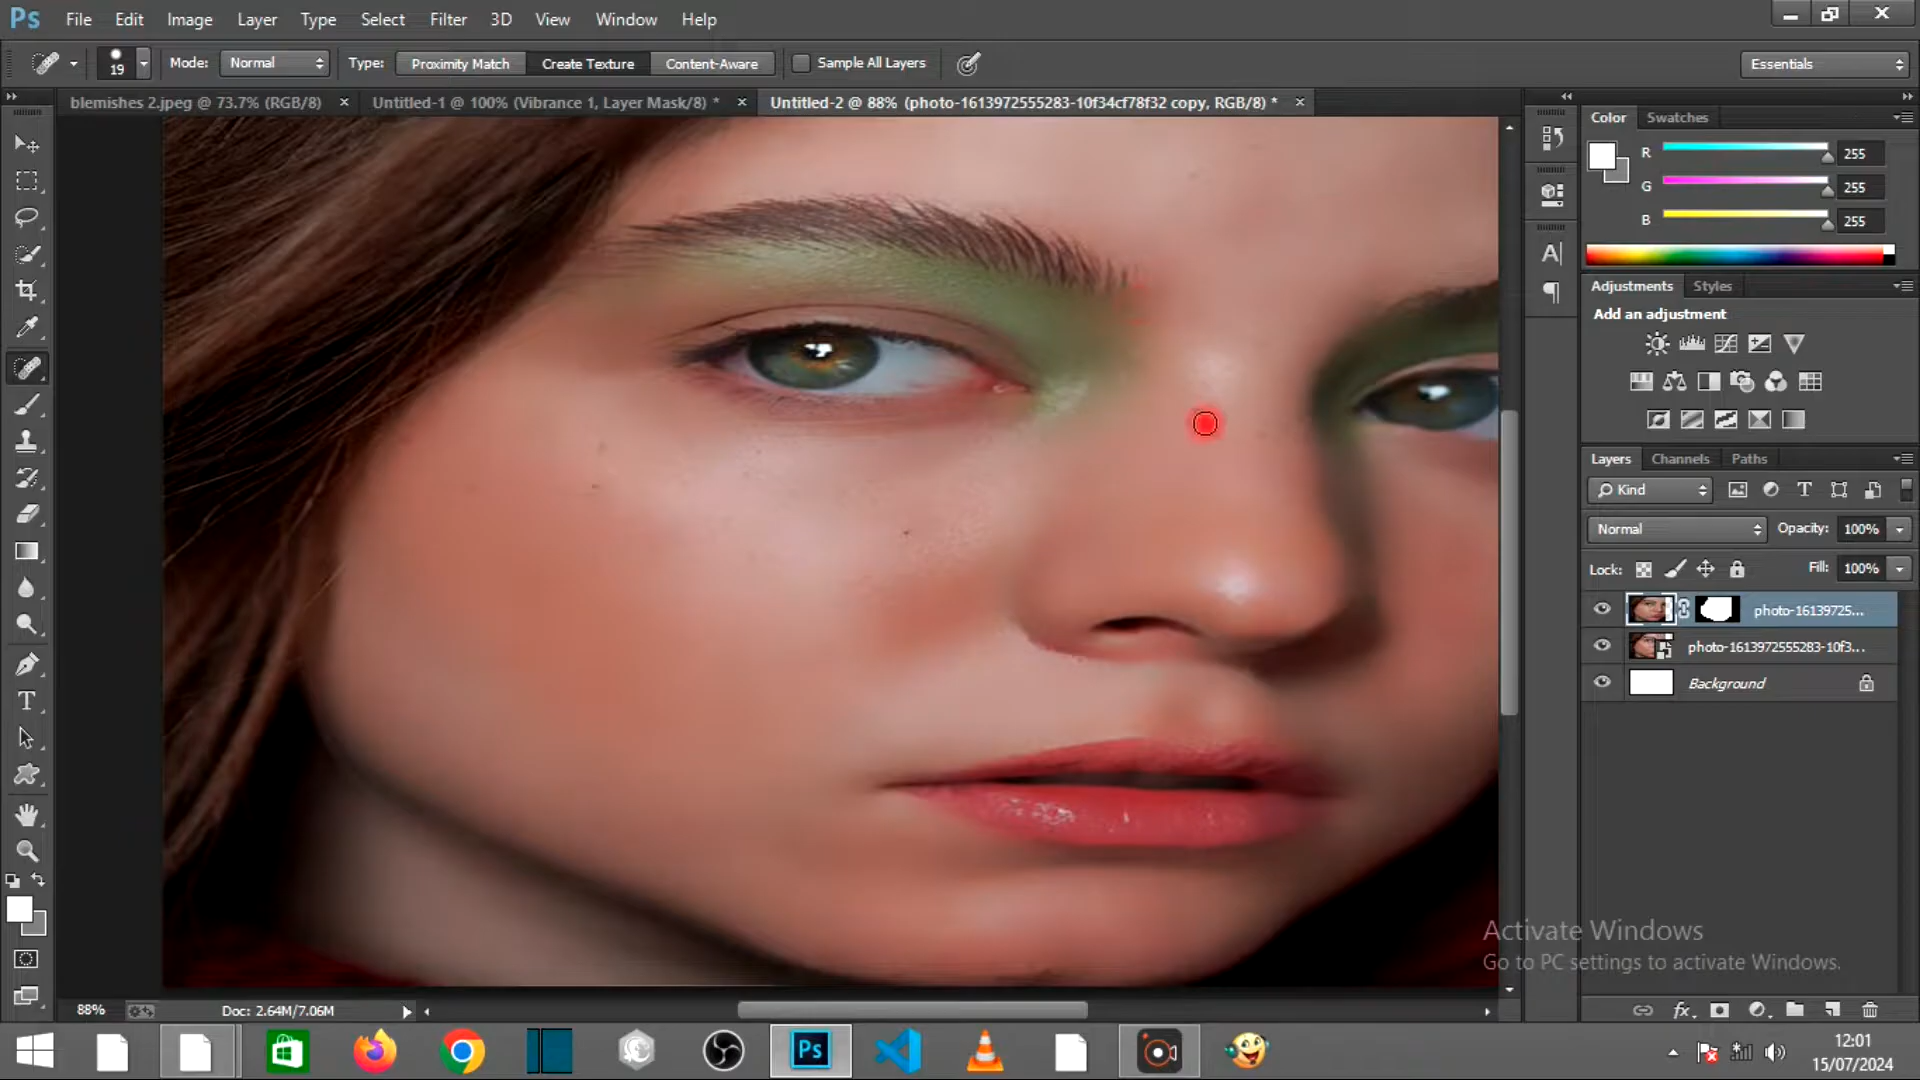 Ps File Edit Image Layer Type Select Filter 3D View Window Help
19 Mode: Normal Type: Proximity Match Create Texture Content-Aware Sample All Layers Essentials
blemishes 2.jpeg @ 73.7% (RGB/8) × Untitled-1 @ 100% (Vibrance 1, Layer Mask/8) * × Untitled-2 @ 88% (photo-1613972555283-10f34cf78f32 copy, RGB/8) * ×
Color Swatches
R 255
G 187
B 255
Adjustments Styles
Add an adjustment
Layers Channels Paths
Kind
Normal Opacity: 100%
Lock: Fill: 100%
photo-16139725...
photo-1613972555283-10f3...
Background
Activate Windows
Go to PC settings to activate Windows.
88% Doc: 2.64M/7.06M
Ps
12:01
15/07/2024